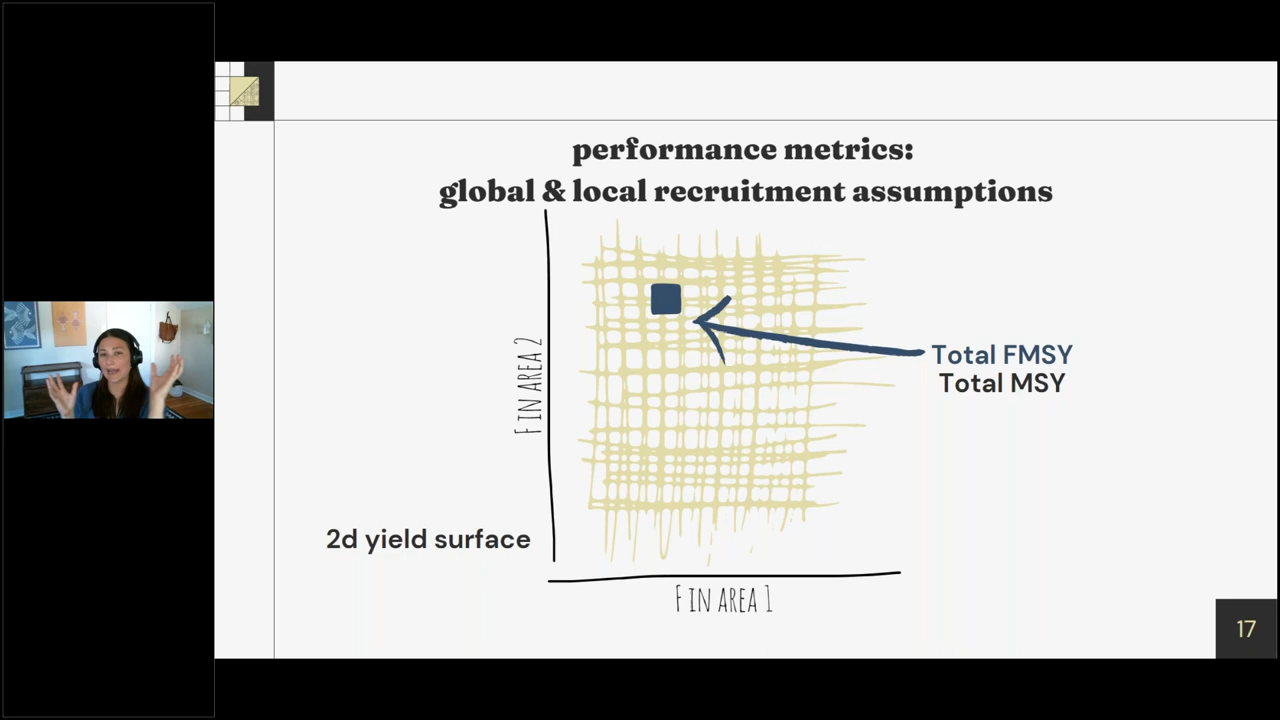 performance metrics:
global & local recruitment assumptions
F IN AREA 2
Total FMSY
Total MSY
2d yield surface
F IN AREA 1
17